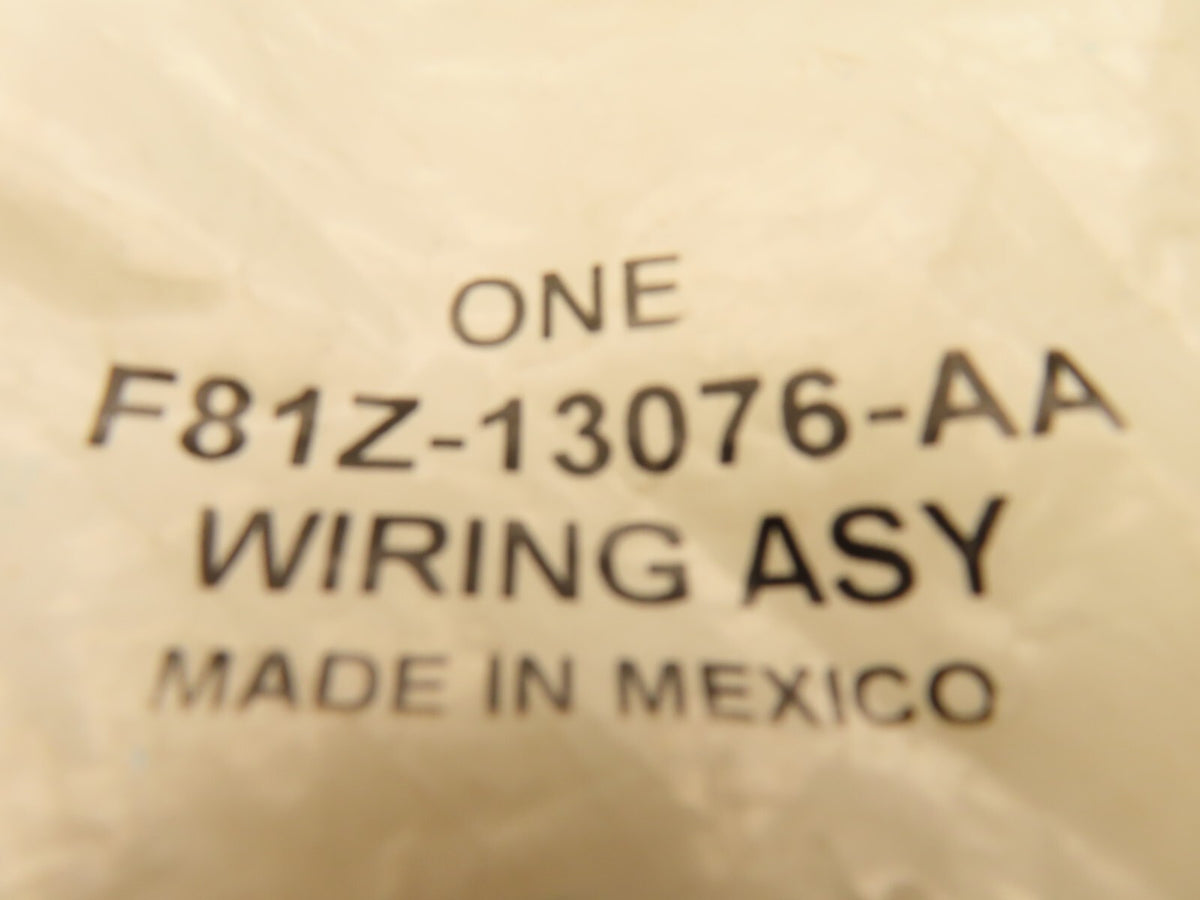 ONE
F81Z-13076-AA
WIRING ASY
MADE IN MEXICO